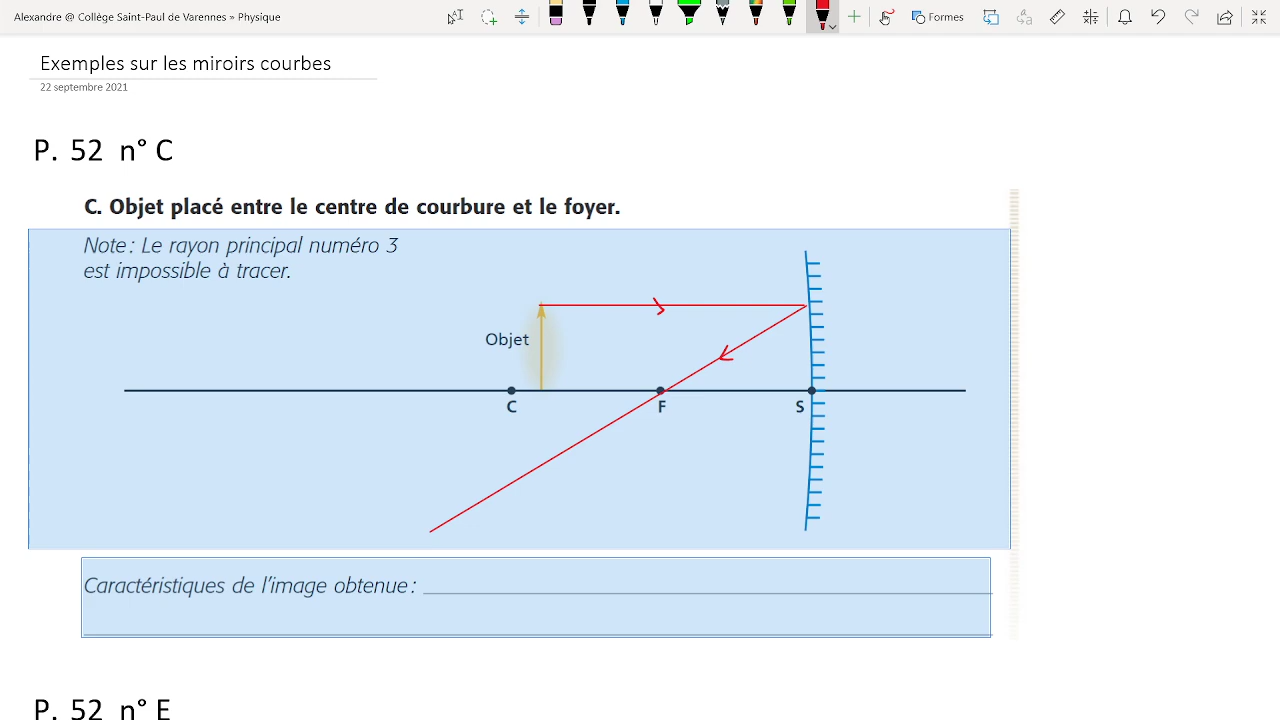 Alexandre @ Collège Saint-Paul de Varennes » Physique
Formes
Exemples sur les miroirs courbes
22 septembre 2021
P. 52 n° C
C. Objet placé entre le centre de courbure et le foyer.
Note : Le rayon principal numéro 3
est impossible à tracer.
Objet
C
F
S
Caractéristiques de l'image obtenue :
P. 52 n° E